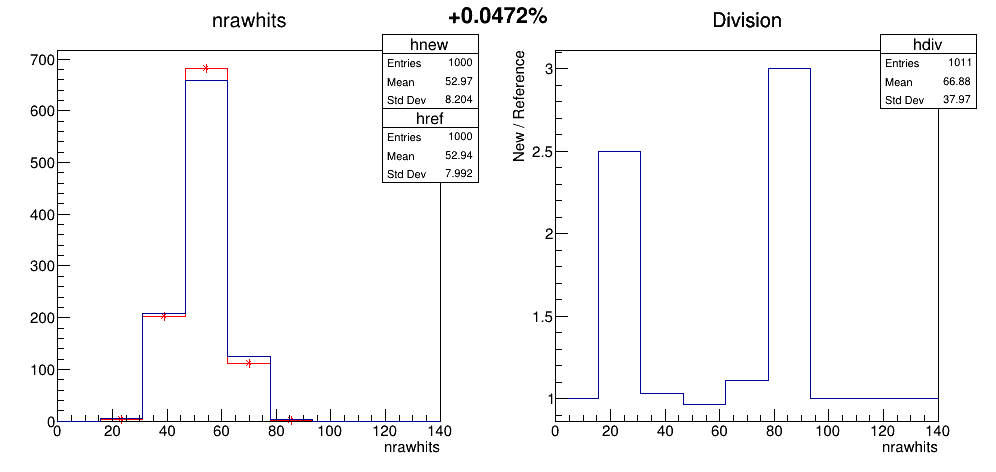 +0.0472%
nrawhits
hnew
Entries 1000
Mean 52.97
Std Dev 8.204
href
Entries 1000
Mean 52.94
Std Dev 7.992
700
600
500
400
300
200
100
0
0 20 40 60 80 100 120 140
nrawhits
Division
hdiv
Entries 1011
Mean 66.88
Std Dev 37.97
New / Reference
3
2.5
2
1.5
1
0 20 40 60 80 100 120 140
nrawhits